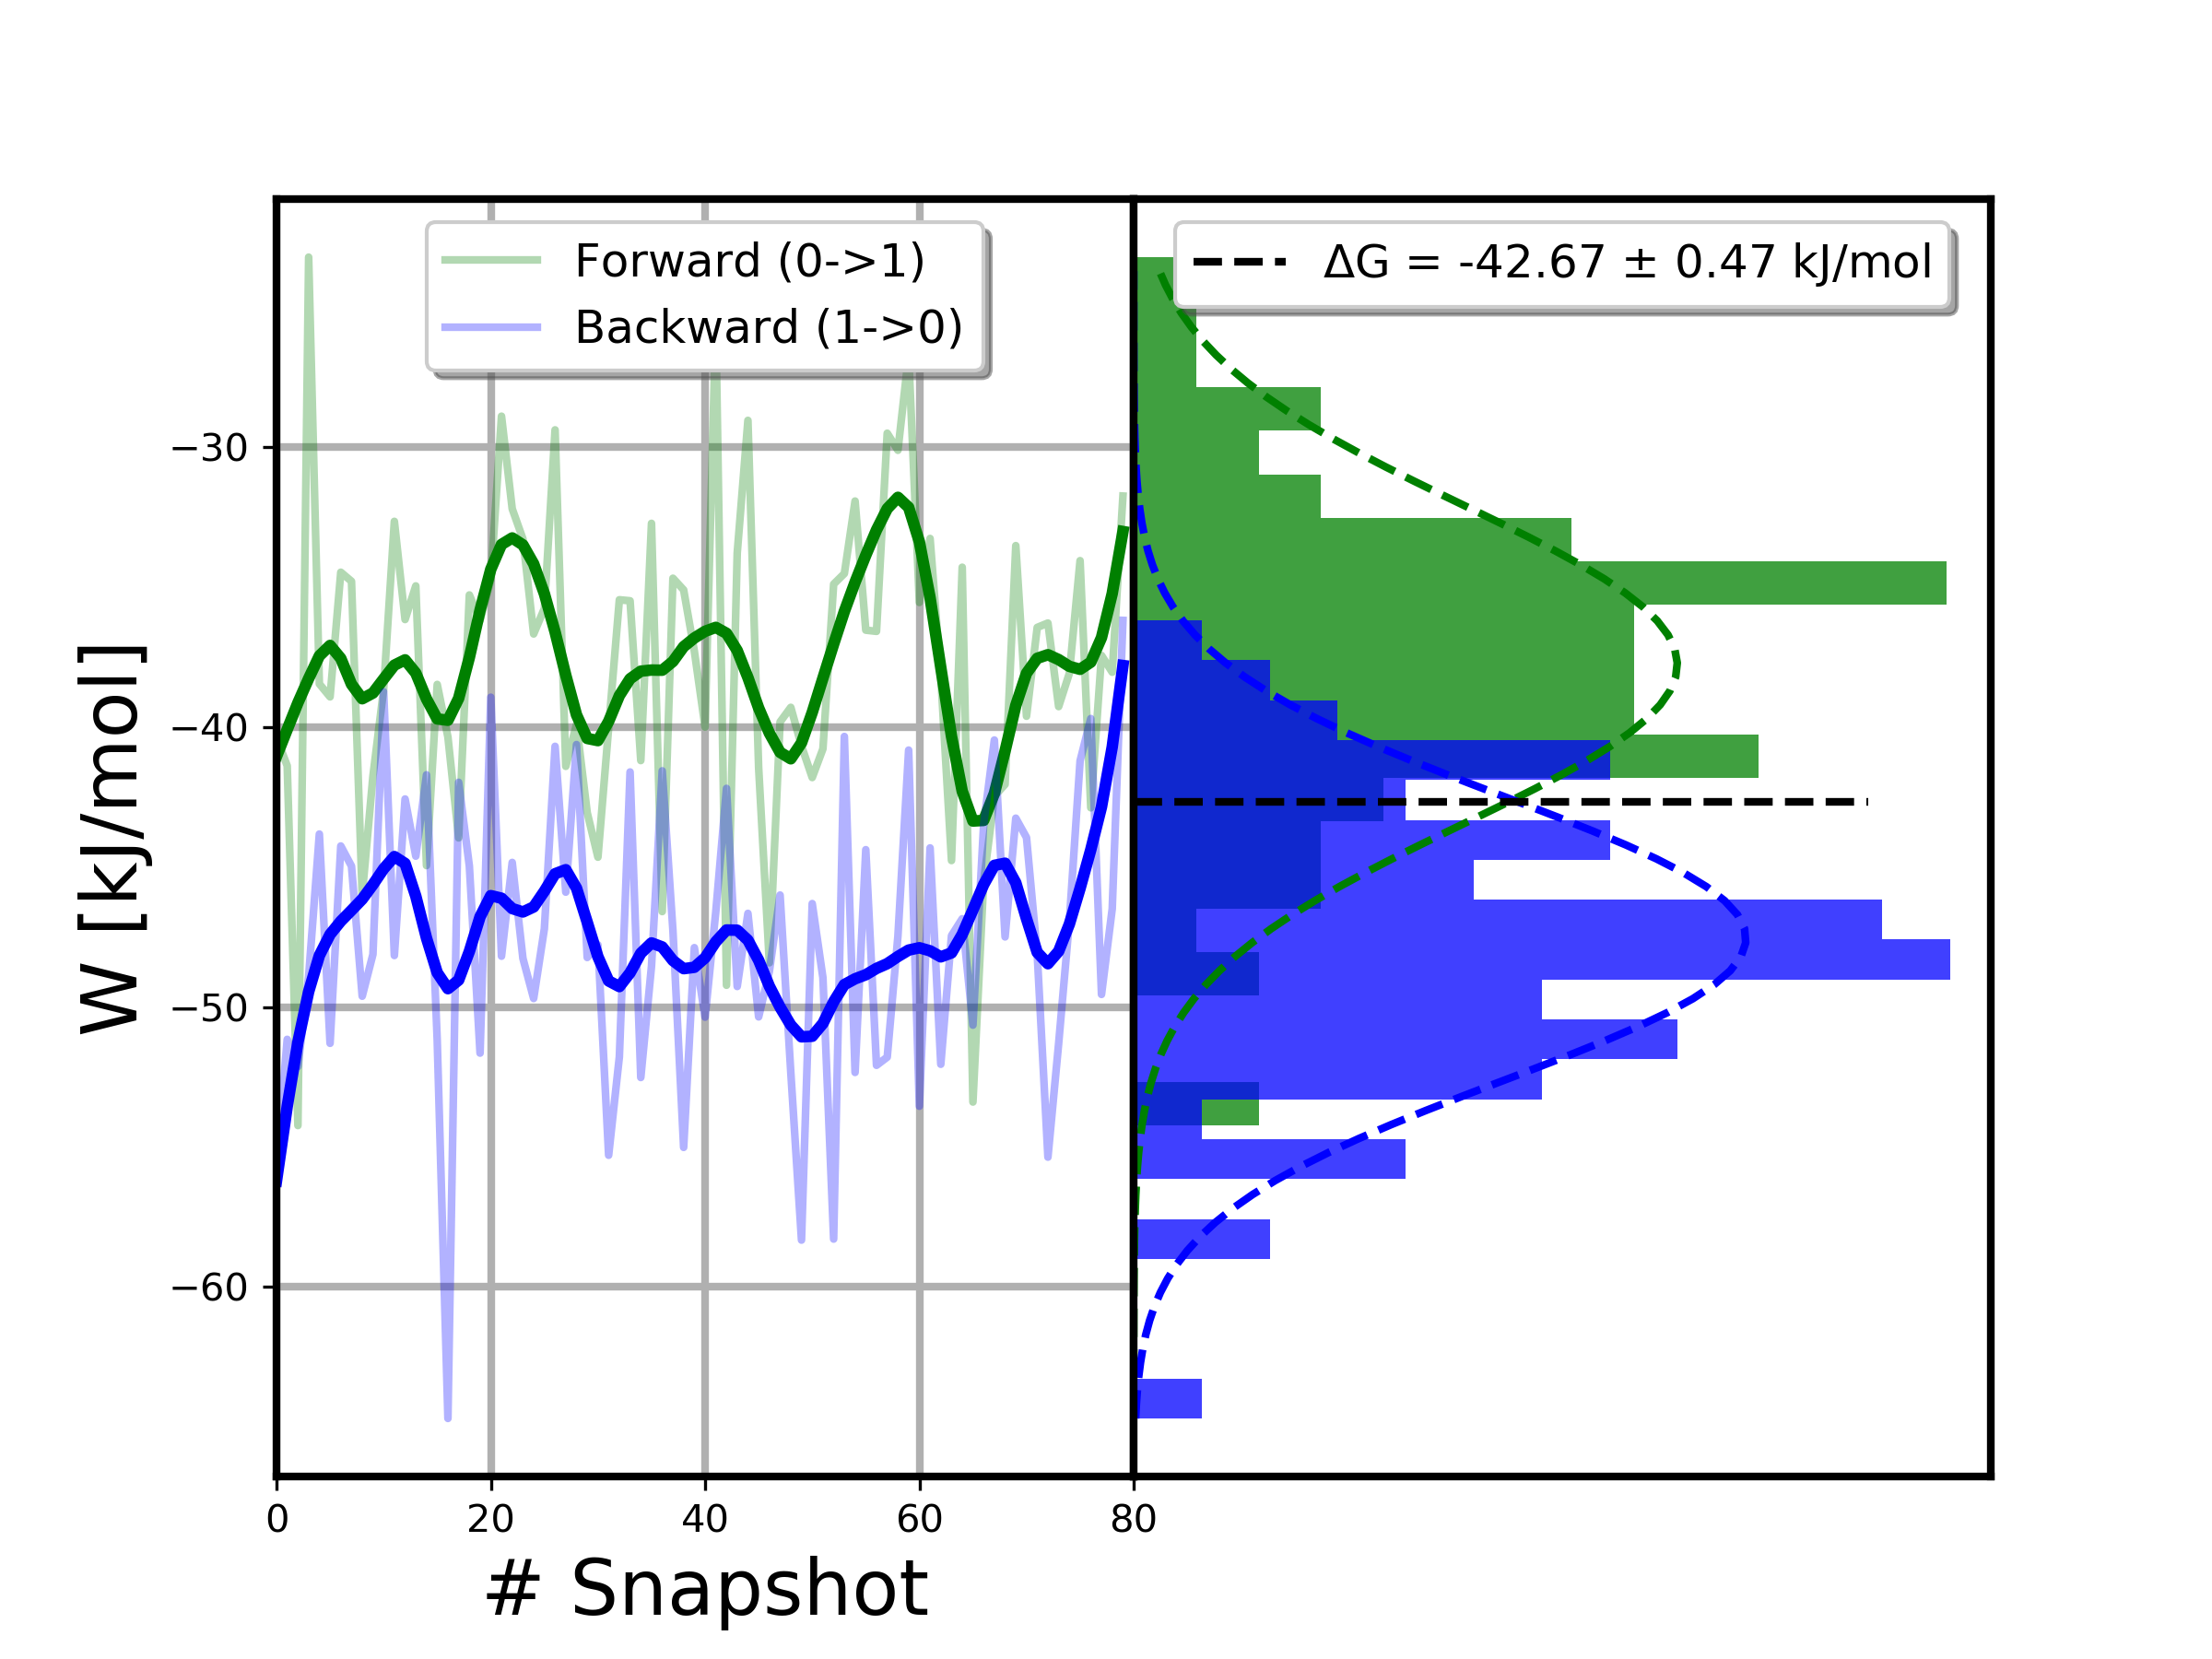 Forward (0->1)
Backward (1->0)
ΔG = -42.67 ± 0.47 kJ/mol
W [kJ/mol]
−30
−40
−50
−60
0 20 40 60 80
# Snapshot